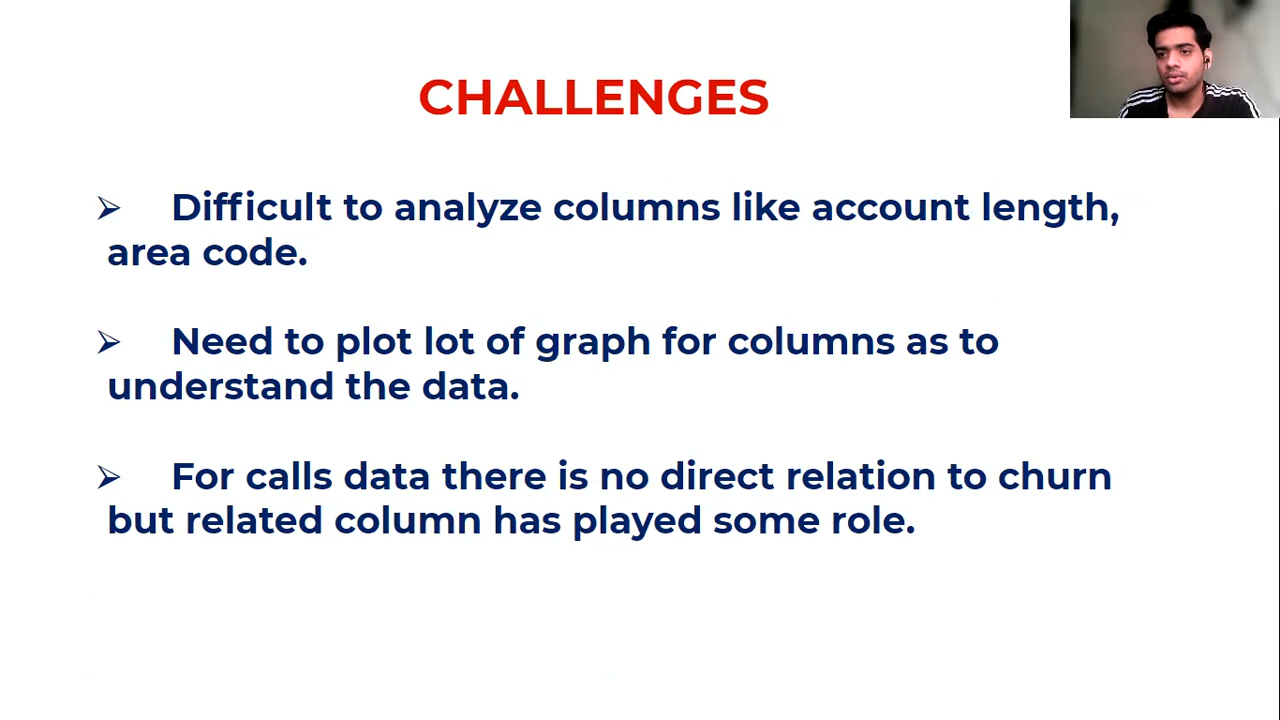 CHALLENGES
➢ Difficult to analyze columns like account length,
area code.
➢ Need to plot lot of graph for columns as to
understand the data.
➢ For calls data there is no direct relation to churn
but related column has played some role.